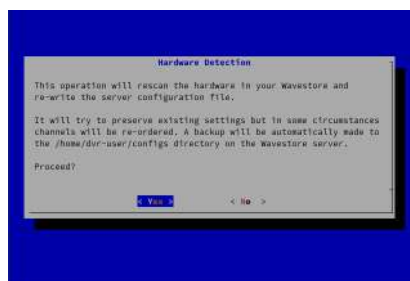 Hardware Detection
This operation will rescan the hardware in your Wavestore and
re-write the server configuration file.
It will try to preserve existing settings but in some circumstances
channels will be re-ordered. A backup will be automatically made to
the /home/dvr-user/configs directory on the Wavestore server.
Proceed?
< Yes > < No >